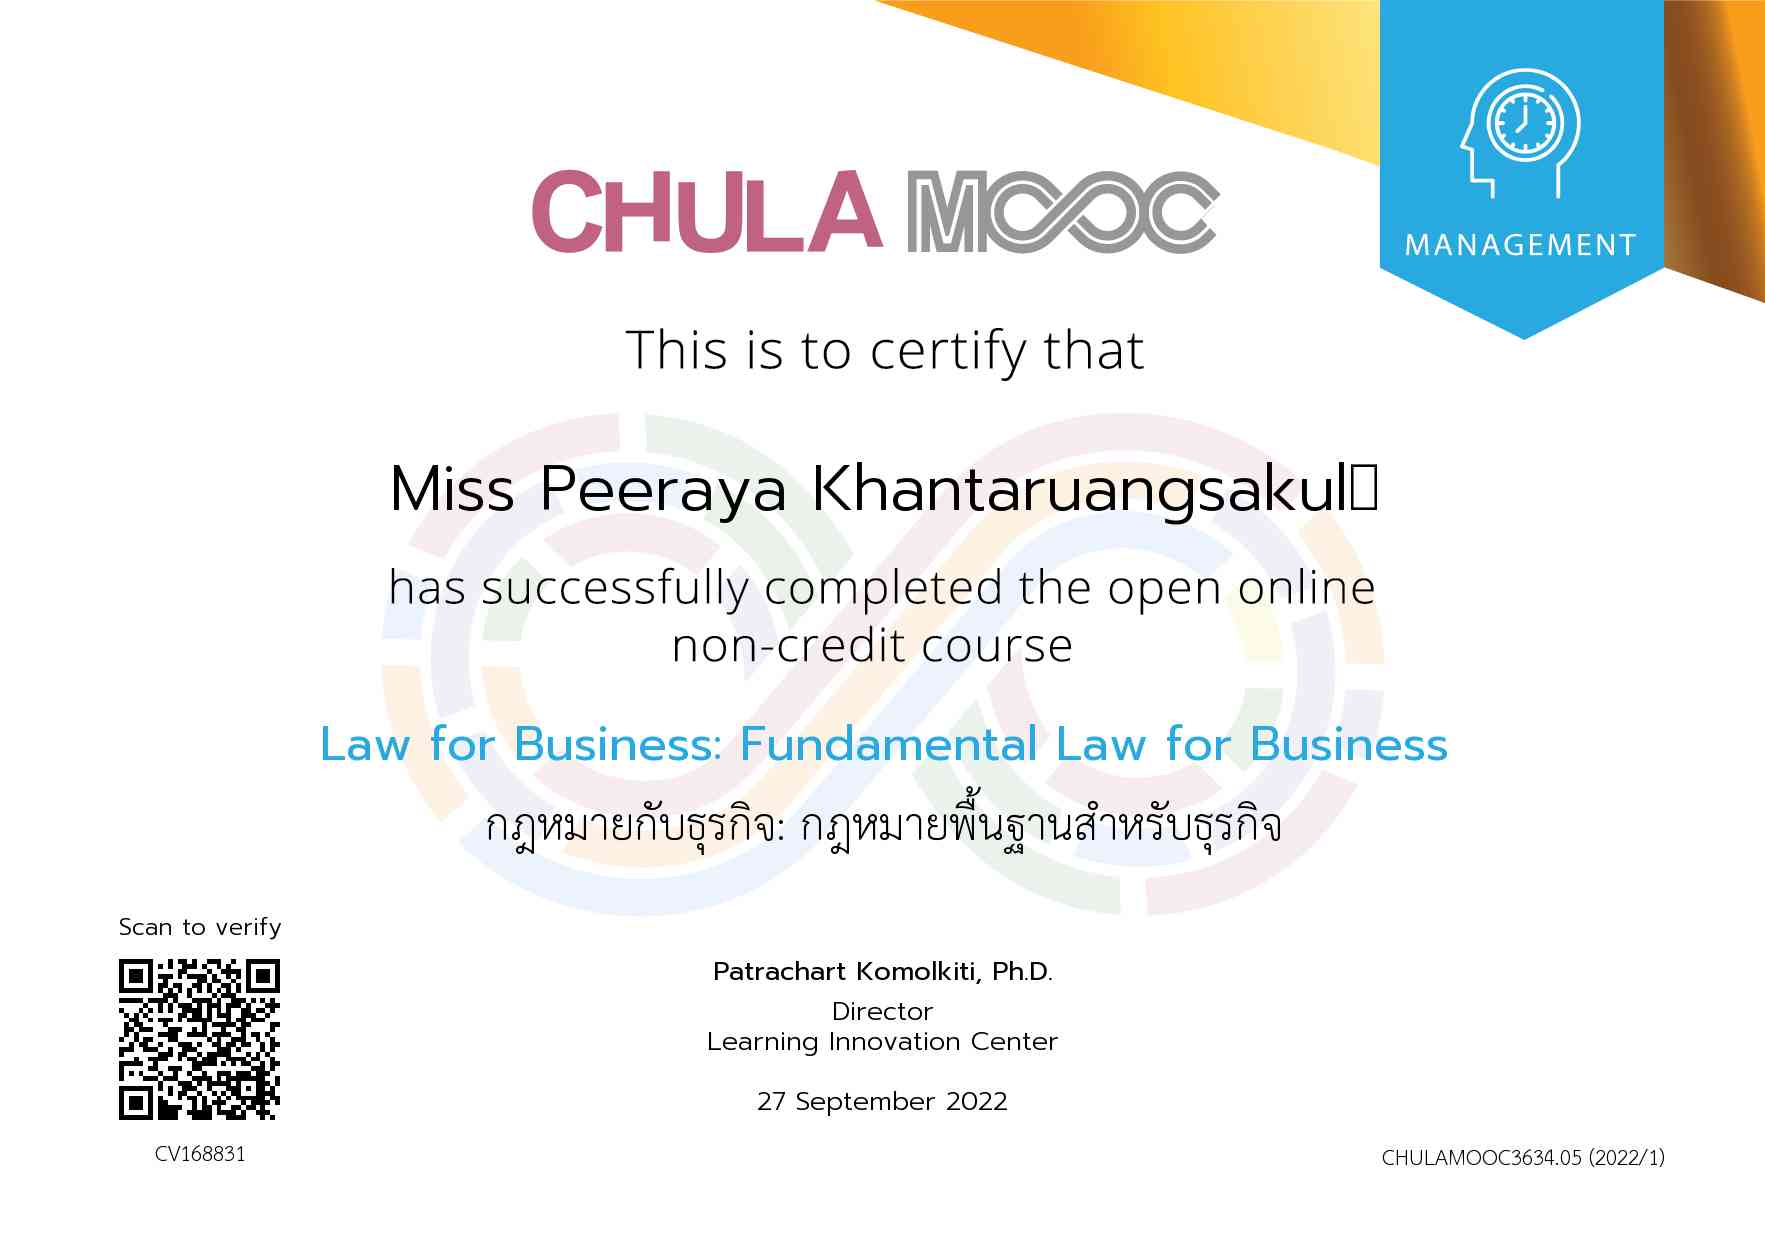 CHULA MOOC
MANAGEMENT
This is to certify that
Miss Peeraya Khantaruangsakul
has successfully completed the open online
non-credit course
Law for Business: Fundamental Law for Business
กฎหมายกับธุรกิจ: กฎหมายพื้นฐานสำหรับธุรกิจ
Scan to verify
CV168831
Patrachart Komolkiti, Ph.D.
Director
Learning Innovation Center
27 September 2022
CHULAMOOC3634.05 (2022/1)